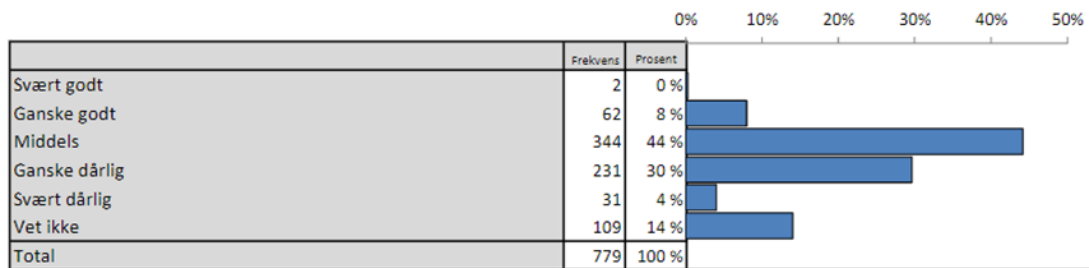 0% 10% 20% 30% 40% 50%
Frekvens Prosent
Svært godt 2 0 %
Ganske godt 62 8 %
Middels 344 44 %
Ganske dårlig 231 30 %
Svært dårlig 31 4 %
Vet ikke 109 14 %
Total 779 100 %